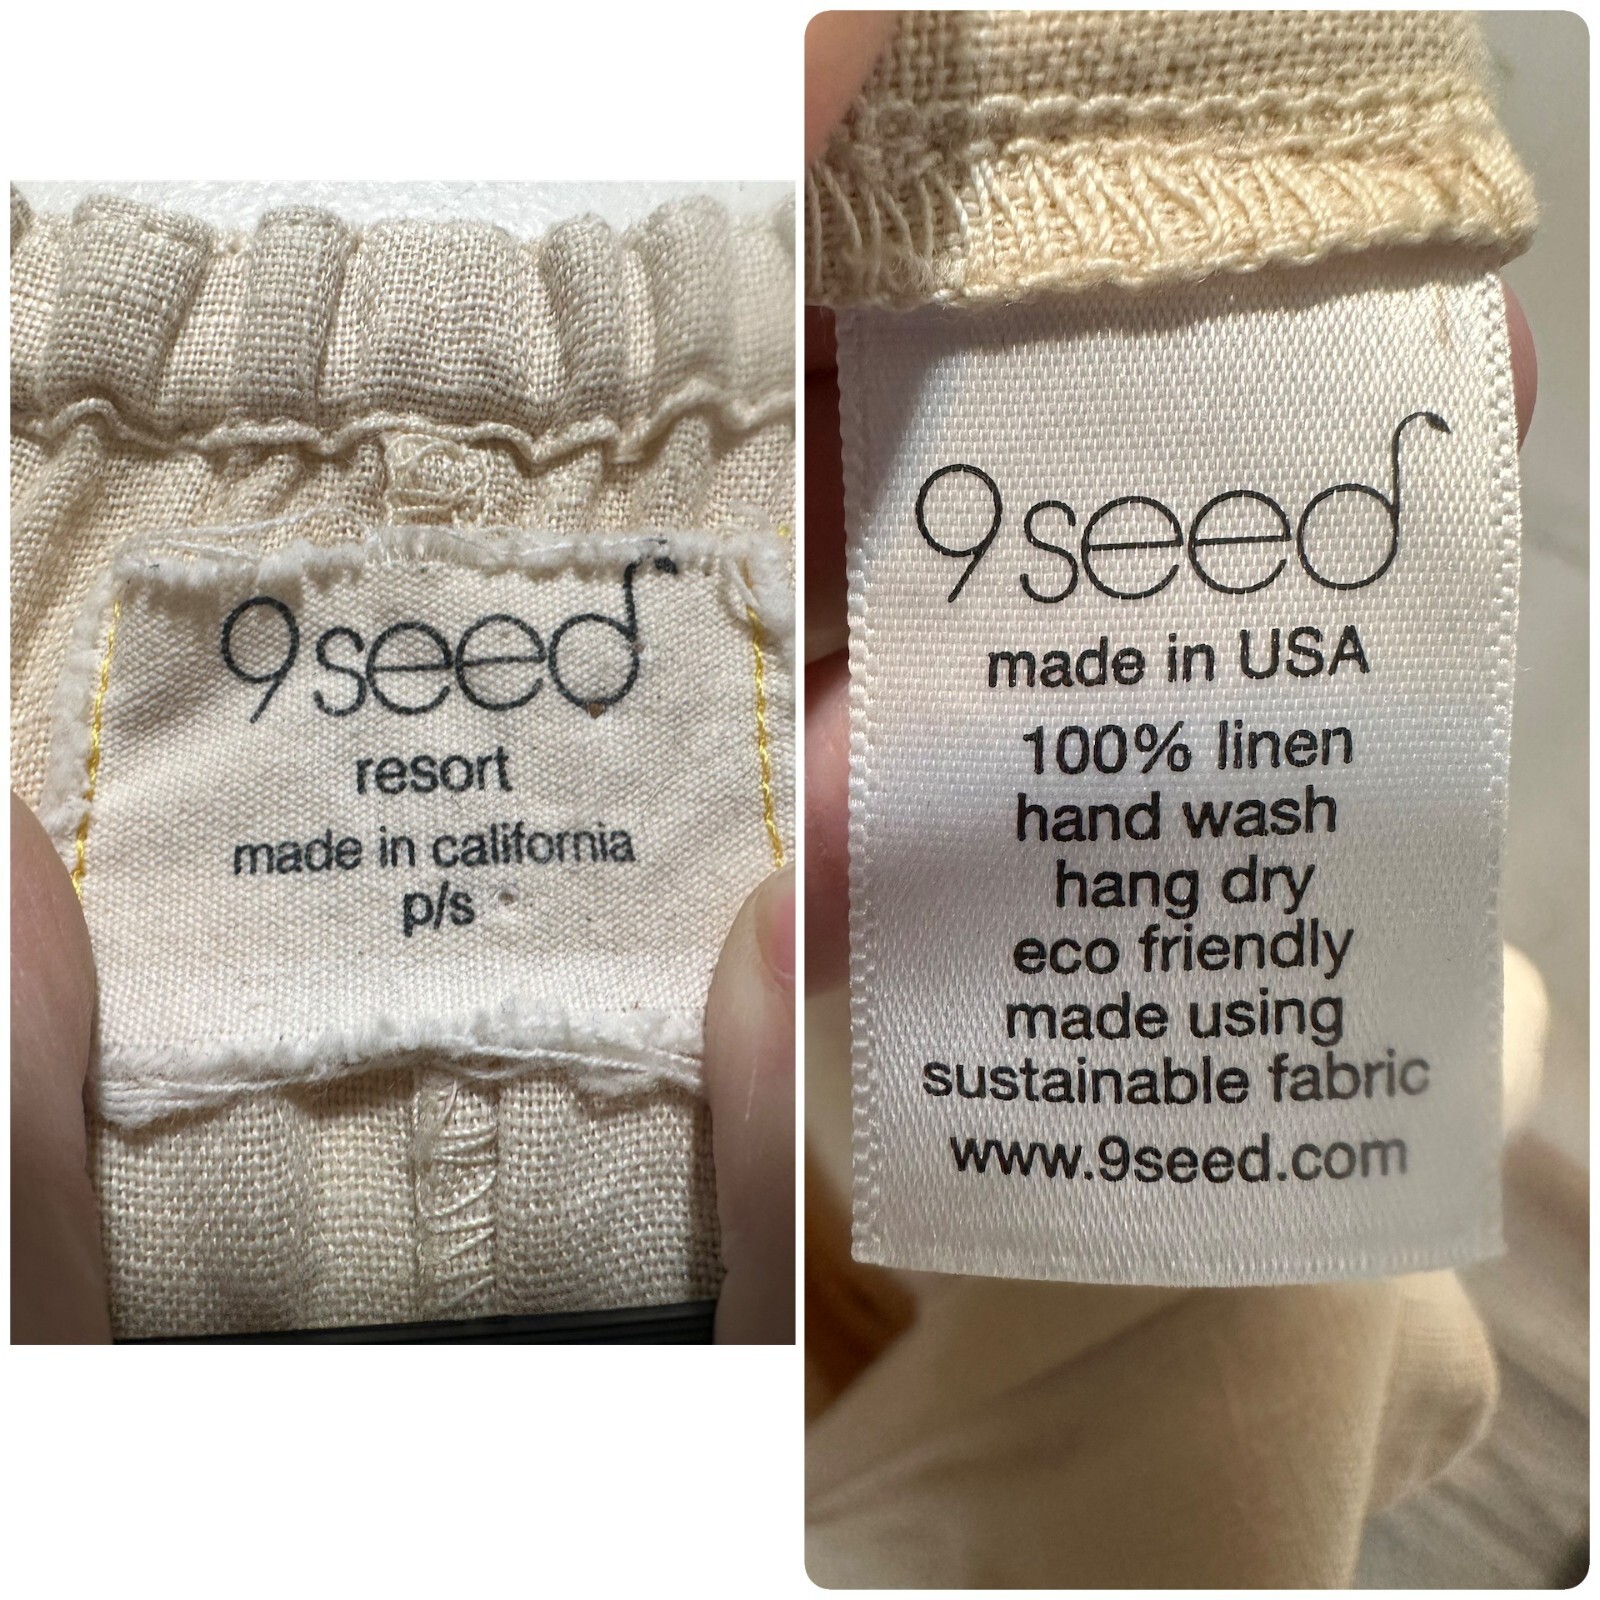 9seed
resort
made in california
p/s
9seed
made in USA
100% linen
hand wash
hang dry
eco friendly
made using
sustainable fabric
www.9seed.com